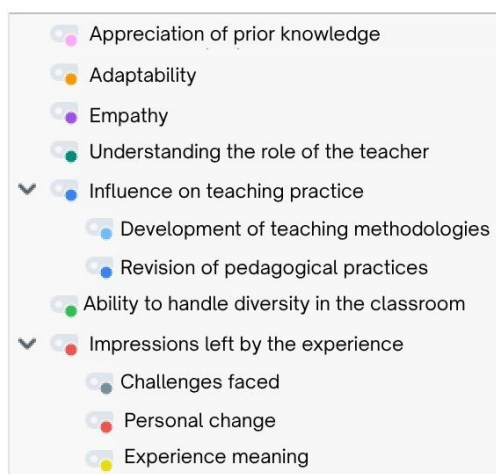 Appreciation of prior knowledge
Adaptability
Empathy
Understanding the role of the teacher
Influence on teaching practice
Development of teaching methodologies
Revision of pedagogical practices
Ability to handle diversity in the classroom
Impressions left by the experience
Challenges faced
Personal change
Experience meaning